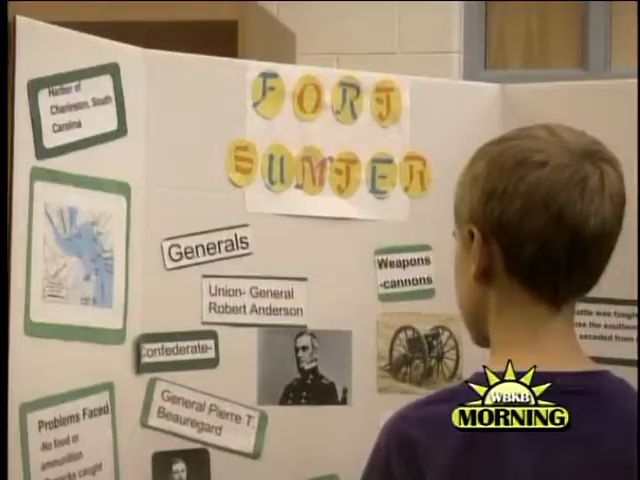 Harbor of
Charleston, South
Carolina
FORT
SUMTER
Generals
Weapons
-cannons
Union- General
Robert Anderson
Confederate-
General Pierre T.
Beauregard
Problems Faced
-No food or
ammunition
caught
WBKB
MORNING